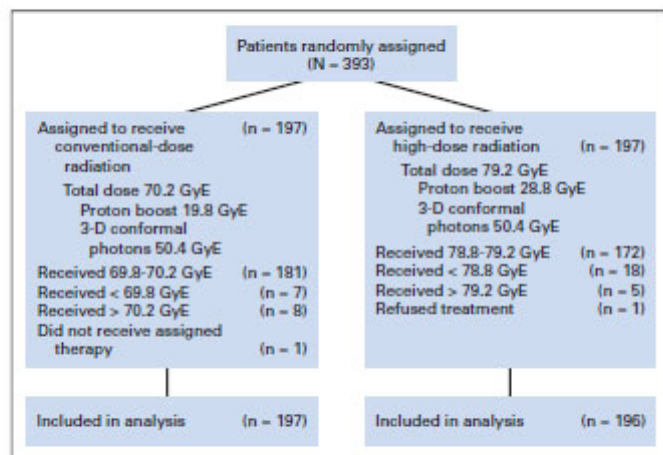 Patients randomly assigned
(N = 393)
Assigned to receive (n = 197)
conventional-dose
radiation
Total dose 70.2 GyE
Proton boost 19.8 GyE
3-D conformal
photons 50.4 GyE
Received 69.8-70.2 GyE (n = 181)
Received < 69.8 GyE (n = 7)
Received > 70.2 GyE (n = 8)
Did not receive assigned
therapy (n = 1)
Assigned to receive
high-dose radiation (n = 197)
Total dose 79.2 GyE
Proton boost 28.8 GyE
3-D conformal
photons 50.4 GyE
Received 78.8-79.2 GyE (n = 172)
Received < 78.8 GyE (n = 18)
Received > 79.2 GyE (n = 5)
Refused treatment (n = 1)
Included in analysis (n = 197)
Included in analysis (n = 196)